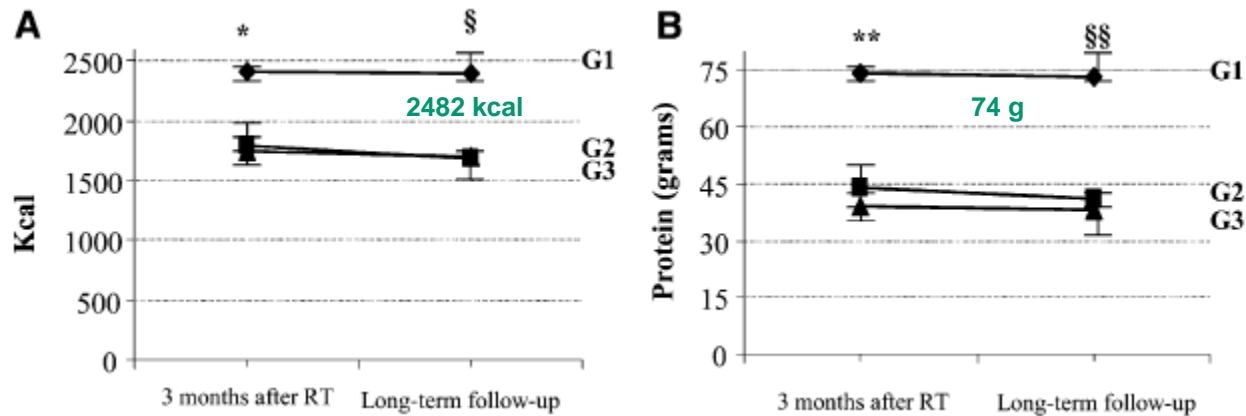 A
Kcal
2500
2000
1500
1000
500
0
*
§
2482 kcal
G1
G2
G3
3 months after RT
Long-term follow-up
B
Protein (grams)
75
60
45
30
15
0
**
§§
74 g
G1
G2
G3
3 months after RT
Long-term follow-up